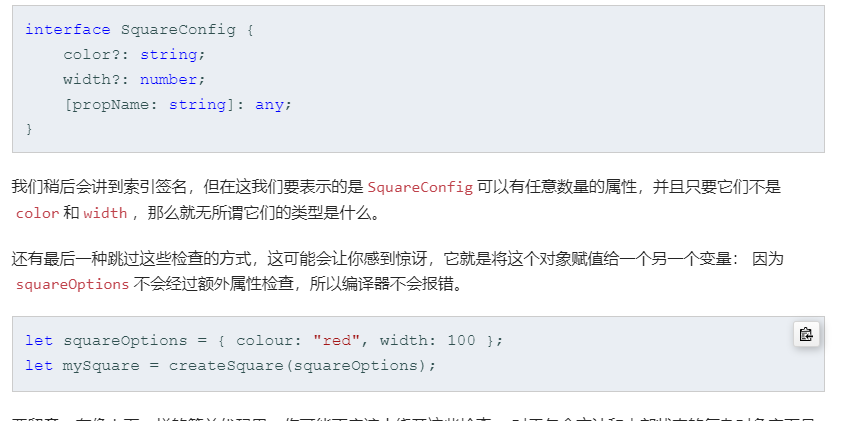 interface SquareConfig {
color?: string;
width?: number;
[propName: string]: any;
}
我们稍后会讲到索引签名，但在这我们要表示的是 SquareConfig 可以有任意数量的属性，并且只要它们不是
color 和 width ，那么就无所谓它们的类型是什么。
还有最后一种跳过这些检查的方式，这可能会让你感到惊讶，它就是将这个对象赋值给一个另一个变量： 因为
squareOptions 不会经过额外属性检查，所以编译器不会报错。
let squareOptions = { colour: "red", width: 100 };
let mySquare = createSquare(squareOptions);